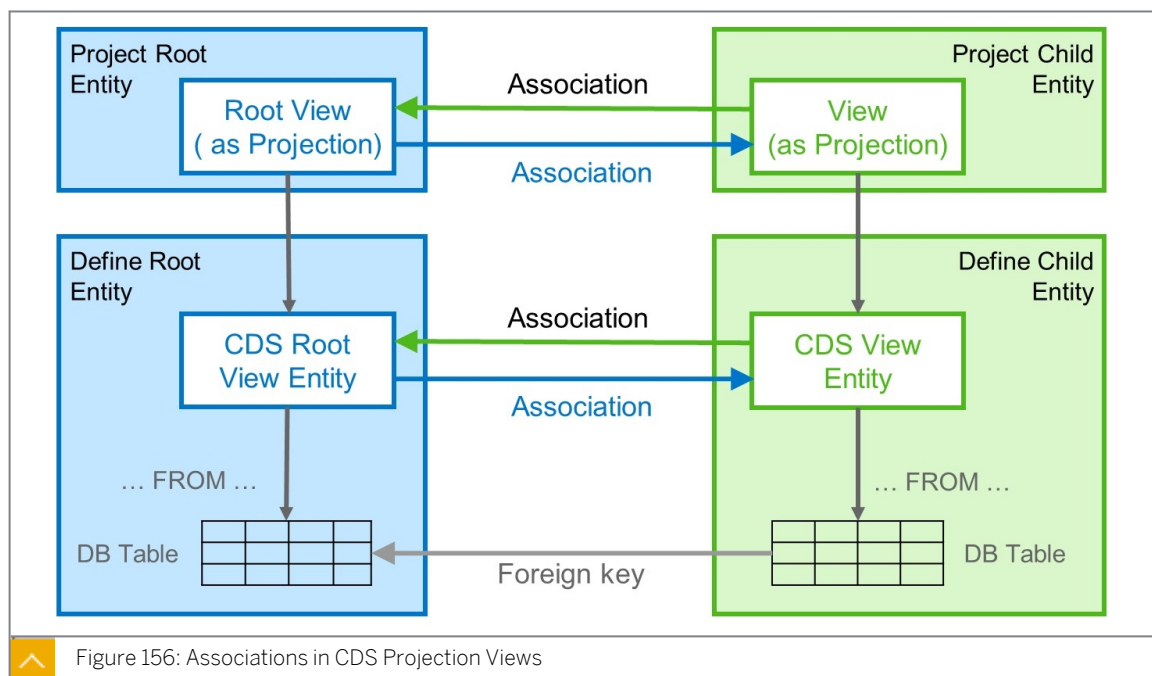 Project Root
Entity
Root View
( as Projection)
Association
Association
Project Child
Entity
View
(as Projection)
Define Root
Entity
CDS Root
View Entity
Association
Association
Define Child
Entity
CDS View
Entity
... FROM ...
... FROM ...
DB Table
Foreign key
DB Table
Figure 156: Associations in CDS Projection Views